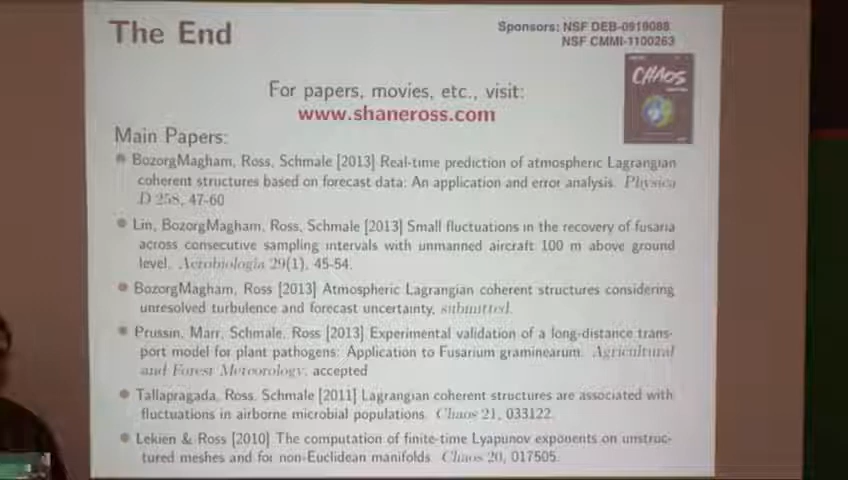 The End
Sponsors: NSF DEB-0919088
NSF CMMI-1100263
CHAOS
For papers, movies, etc., visit:
www.shaneross.com
Main Papers:
BozorgMagham, Ross, Schmale [2013] Real-time prediction of atmospheric Lagrangian
coherent structures based on forecast data: An application and error analysis. Physica
D 258, 47-60
Lin, BozorgMagham, Ross, Schmale [2013] Small fluctuations in the recovery of fusaria
across consecutive sampling intervals with unmanned aircraft 100 m above ground
level. Aerobiologia 29(1), 45-54.
BozorgMagham, Ross [2013] Atmospheric Lagrangian coherent structures considering
unresolved turbulence and forecast uncertainty, submitted.
Prussin, Marr, Schmale, Ross [2013] Experimental validation of a long-distance trans-
port model for plant pathogens: Application to Fusarium graminearum. Agricultural
and Forest Meteorology, accepted
Tallapragada, Ross, Schmale [2011] Lagrangian coherent structures are associated with
fluctuations in airborne microbial populations. Chaos 21, 033122.
Lekien & Ross [2010] The computation of finite-time Lyapunov exponents on unstruc-
tured meshes and for non-Euclidean manifolds. Chaos 20, 017505.